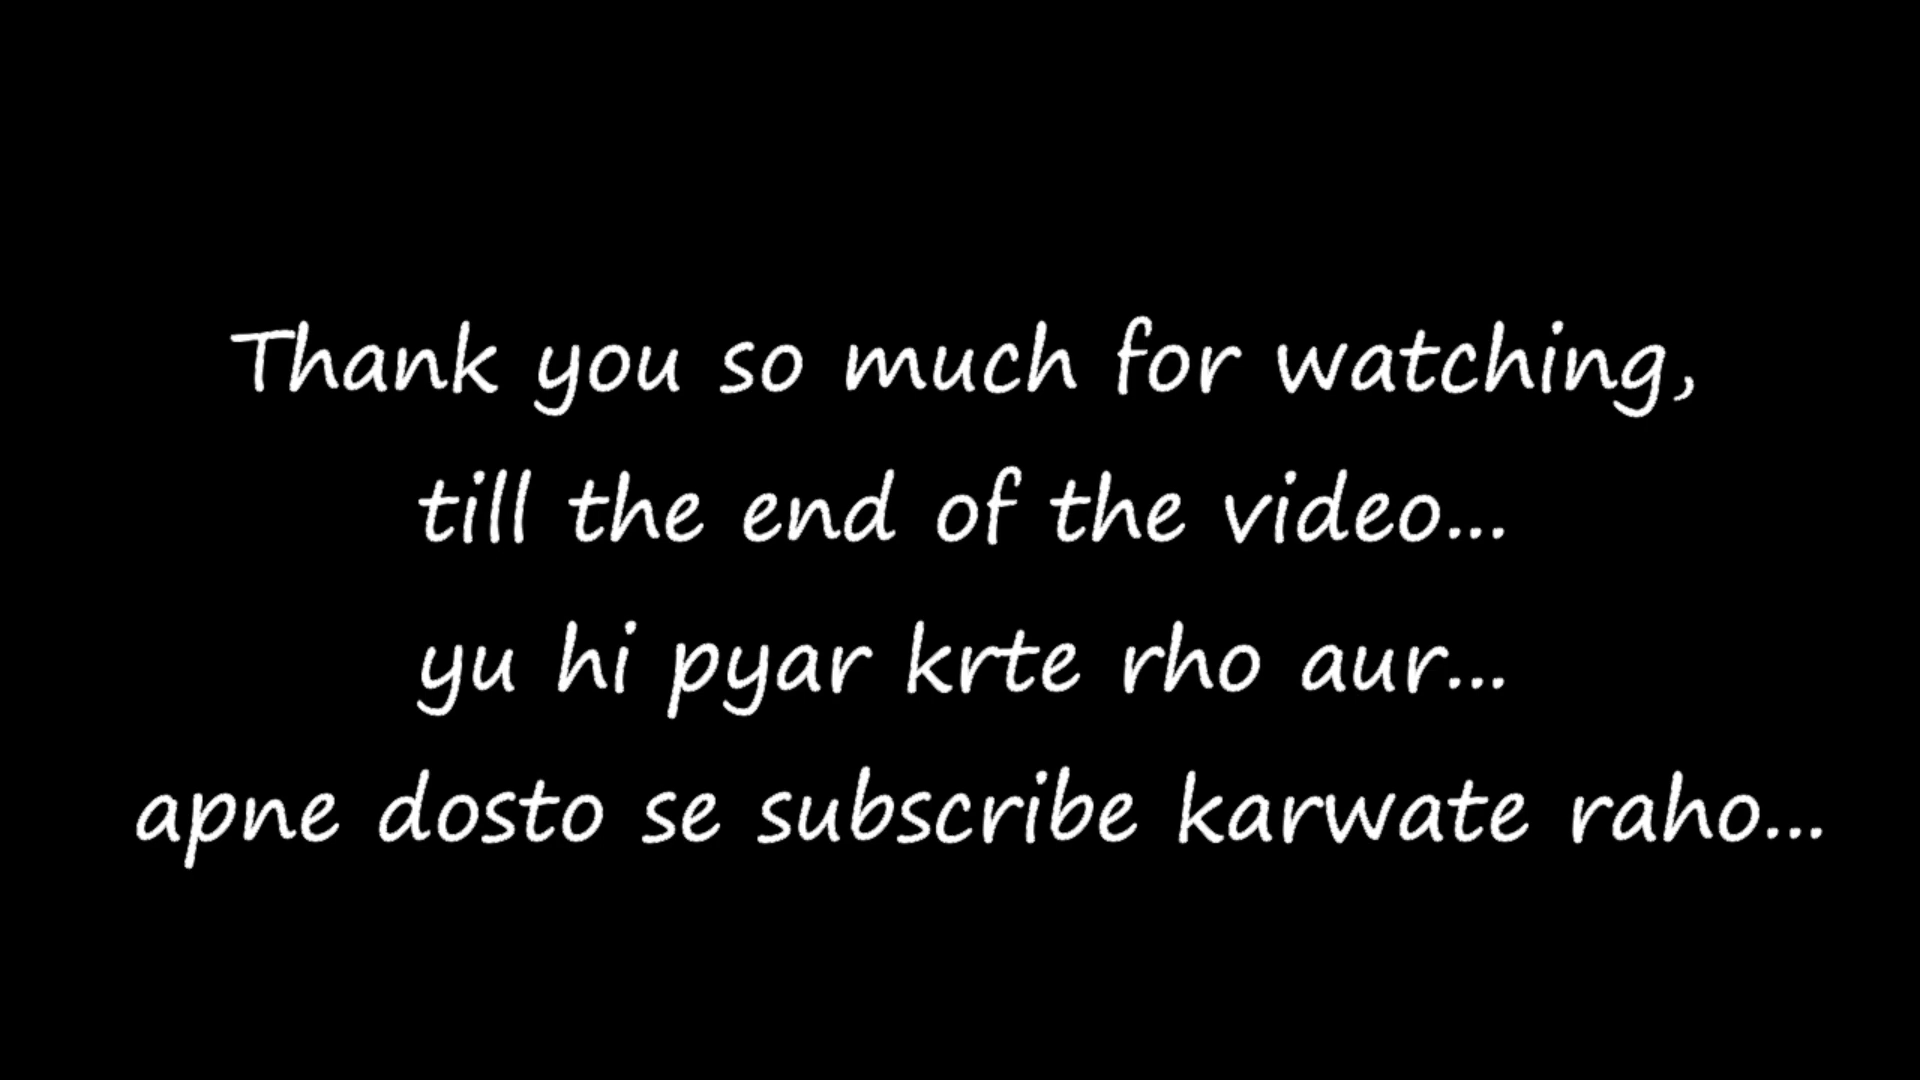 Thank you so much for watching,
till the end of the video...
yu hi pyar krte rho aur...
apne dosto se subscribe karwate raho...